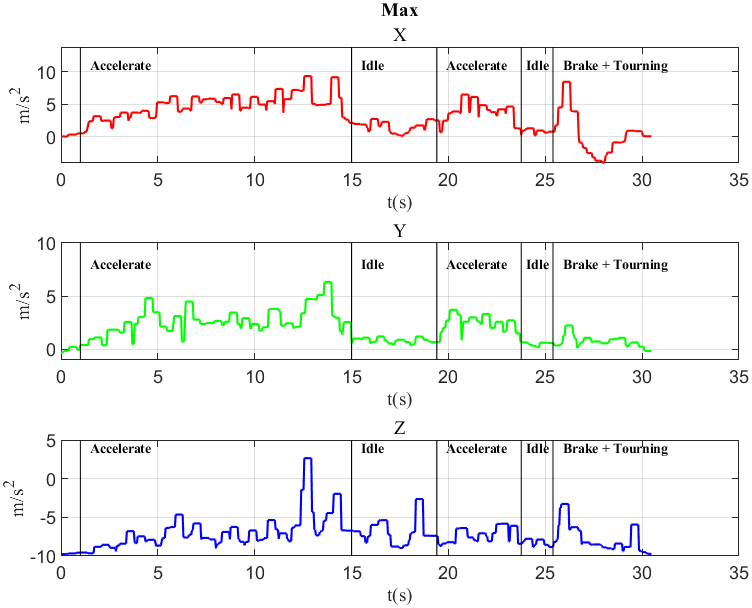 Max
X
Accelerate Idle Accelerate Idle Brake + Tourning
10
5
0
m/s2
0 5 10 15 20 25 30 35
t(s)
Y
10
Accelerate Idle Accelerate Idle Brake + Tourning
5
0
m/s2
0 5 10 15 20 25 30 35
t(s)
Z
5
Accelerate Idle Accelerate Idle Brake + Tourning
0
-5
-10
m/s2
0 5 10 15 20 25 30 35
t(s)